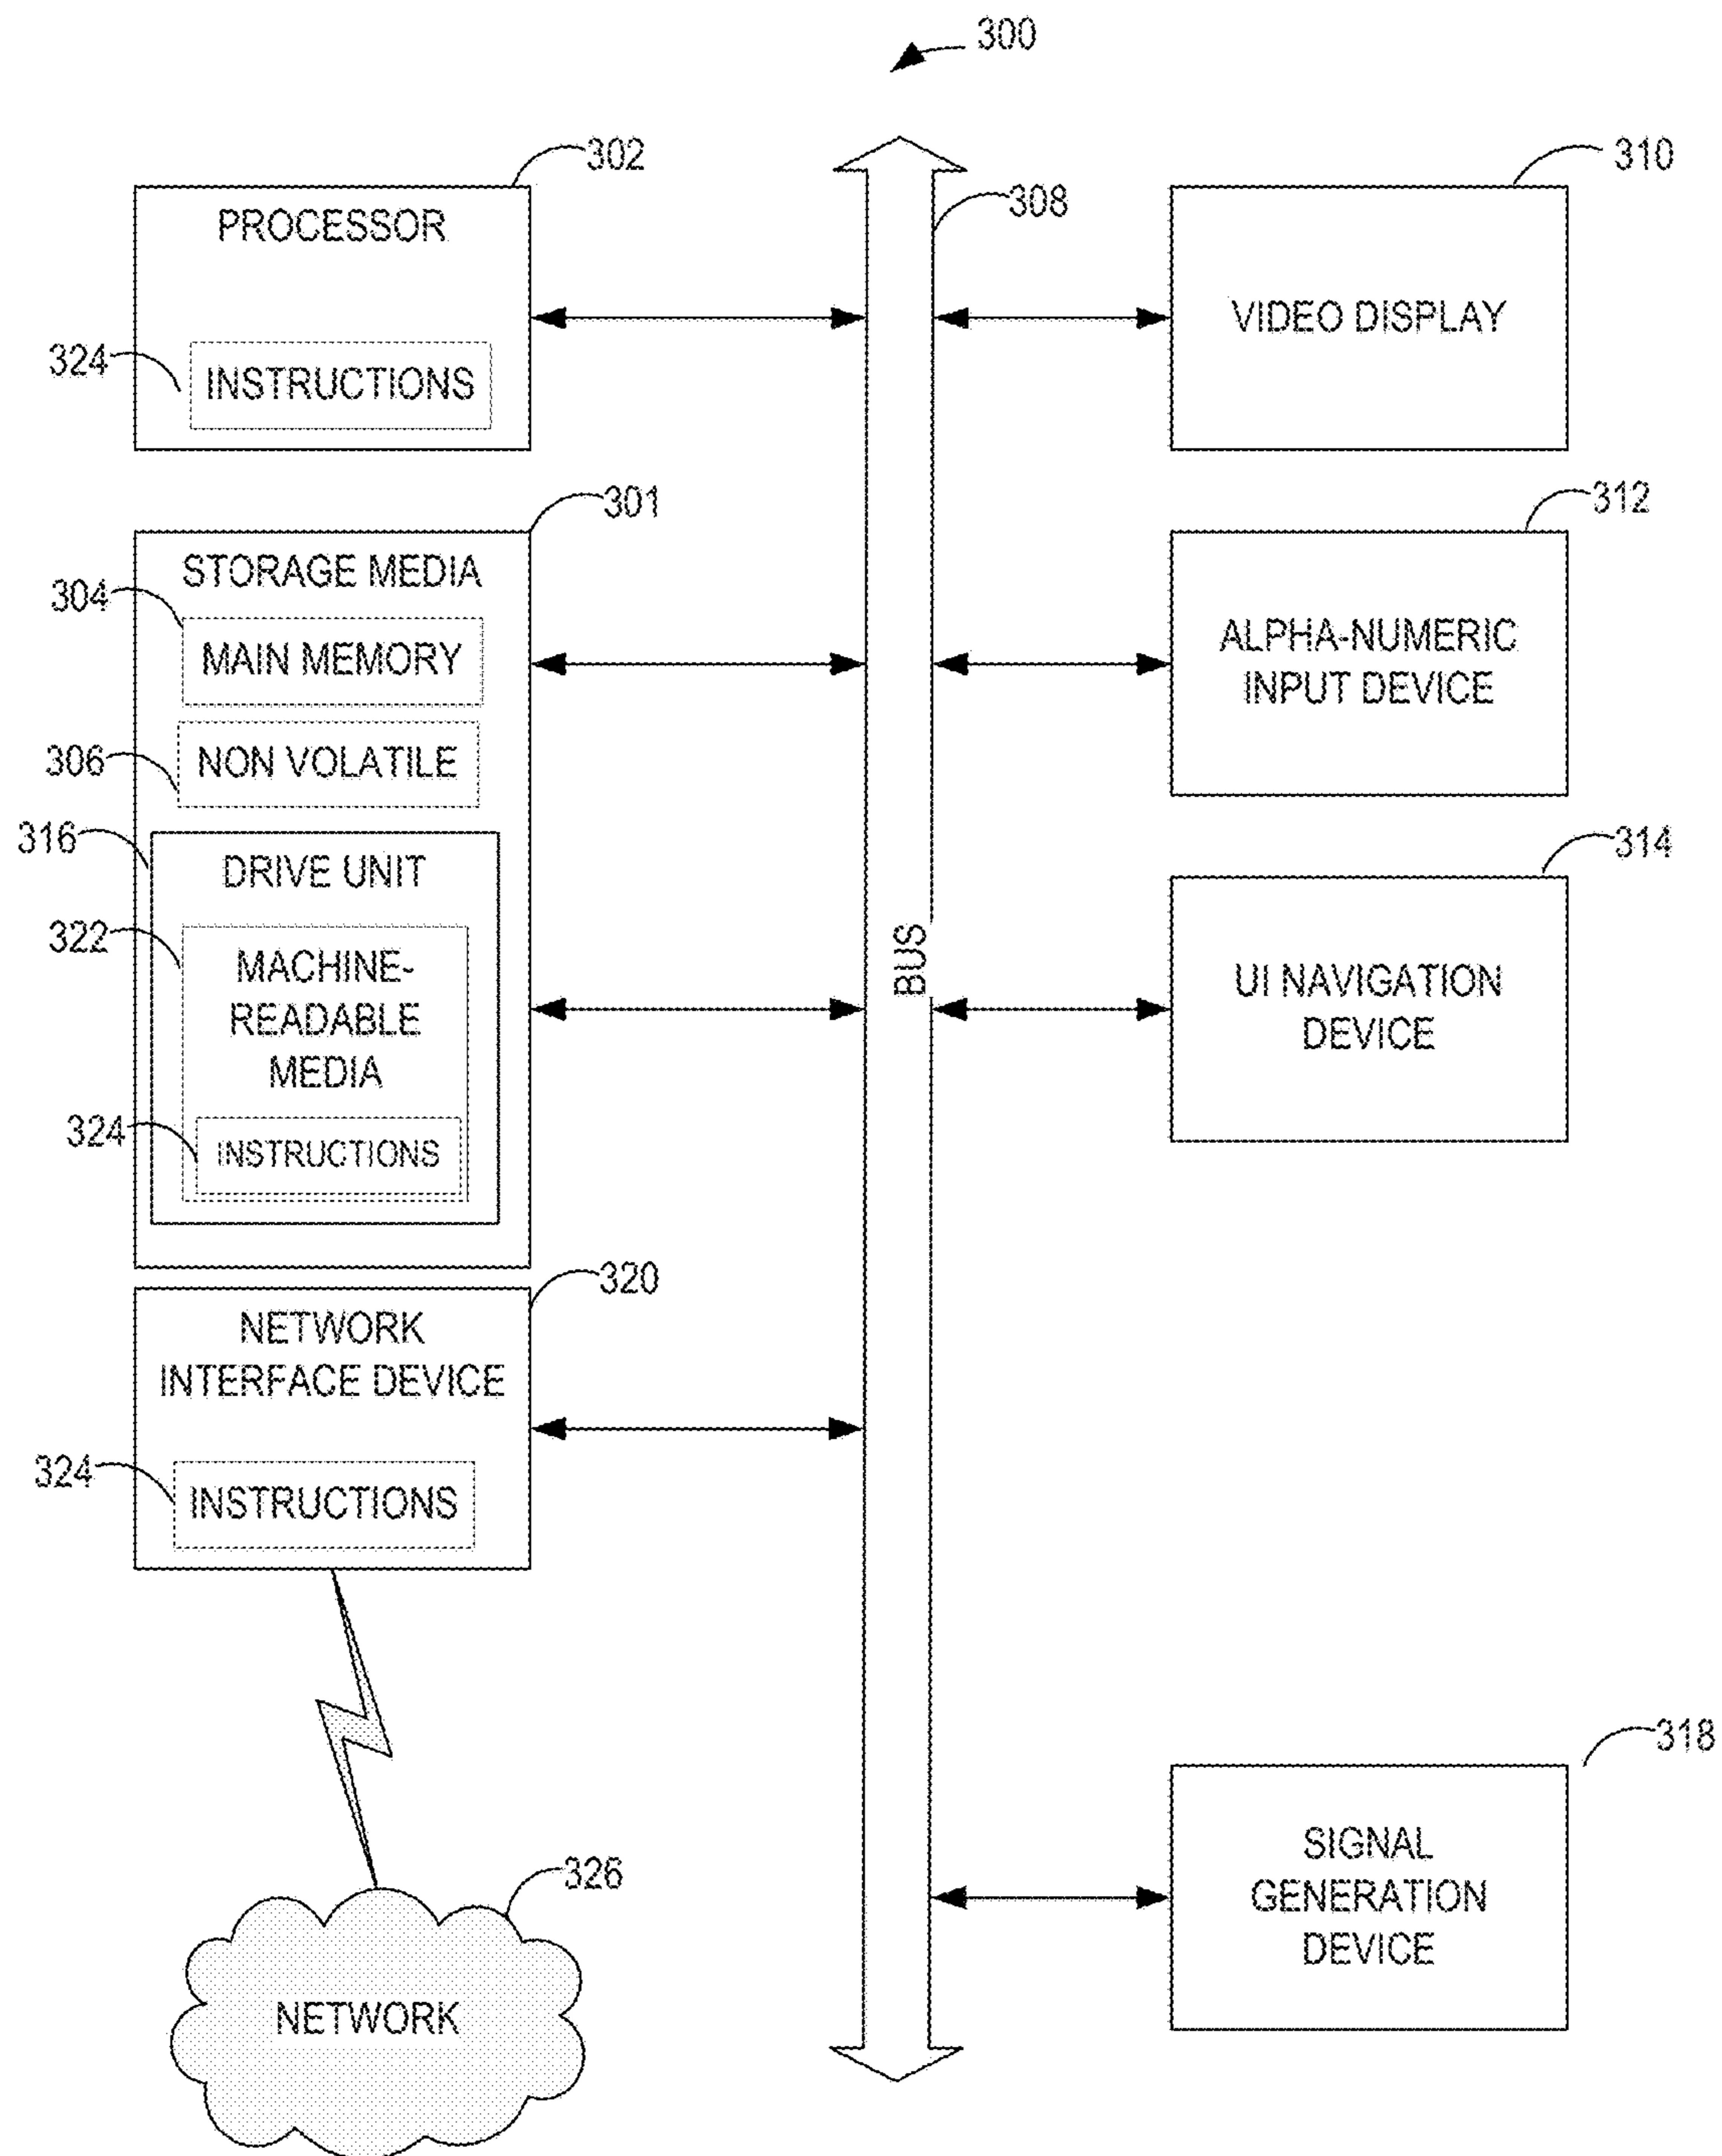 300
302
PROCESSOR
324
INSTRUCTIONS
301
STORAGE MEDIA
304
MAIN MEMORY
306
NON VOLATILE
316
DRIVE UNIT
322
MACHINE-
READABLE
MEDIA
324
INSTRUCTIONS
320
NETWORK
INTERFACE DEVICE
324
INSTRUCTIONS
326
NETWORK
308
BUS
310
VIDEO DISPLAY
312
ALPHA-NUMERIC
INPUT DEVICE
314
UI NAVIGATION
DEVICE
318
SIGNAL
GENERATION
DEVICE